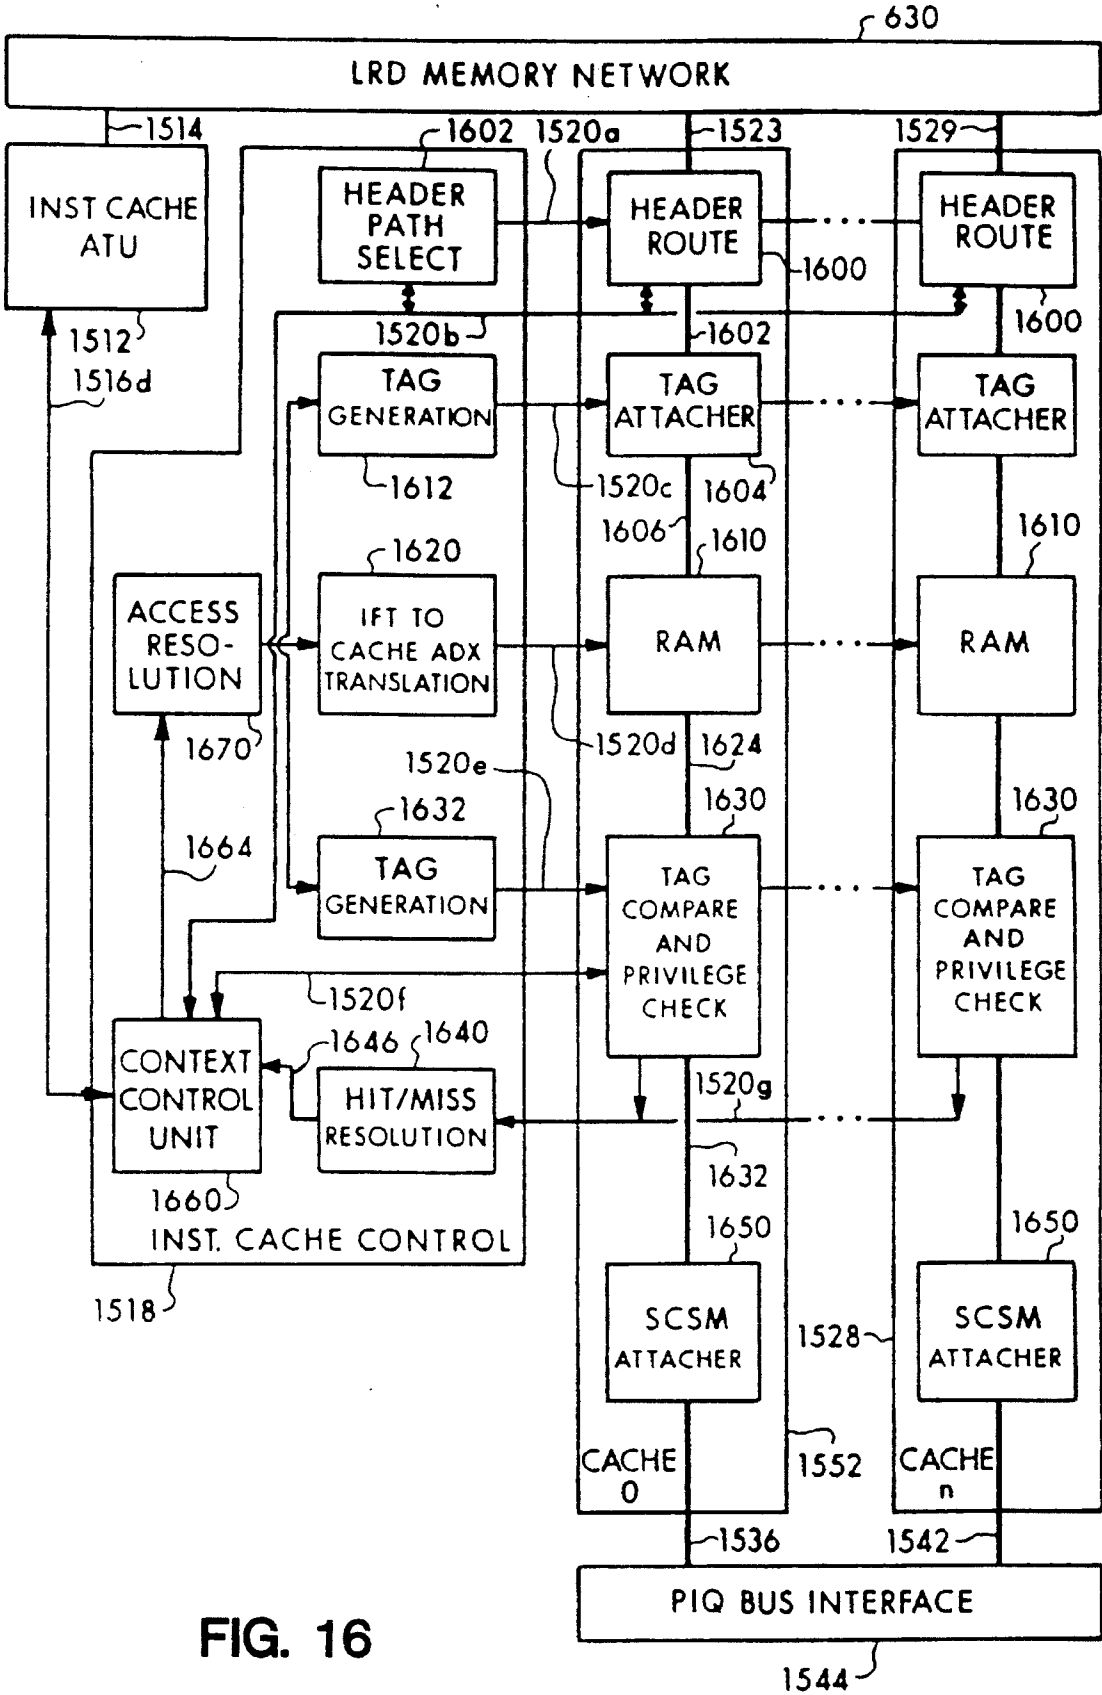 630
LRD MEMORY NETWORK
1514
1602
1520a
1523
1529
INST CACHE
ATU
HEADER
PATH
SELECT
HEADER
ROUTE
...
HEADER
ROUTE
1600
1600
1512
1520b
1602
1516d
TAG
GENERATION
TAG
ATTACHER
...
TAG
ATTACHER
1612
1520c
1604
1606
1620
1610
1610
ACCESS
RESO-
LUTION
IFT TO
CACHE ADX
TRANSLATION
RAM
...
RAM
1670
1520d
1624
1520e
1632
1630
1630
1664
TAG
GENERATION
TAG
COMPARE
AND
PRIVILEGE
CHECK
...
TAG
COMPARE
AND
PRIVILEGE
CHECK
1520f
1646
1640
CONTEXT
CONTROL
UNIT
HIT/MISS
RESOLUTION
1520g
...
1632
1660
INST. CACHE CONTROL
1650
1650
1518
SCSM
ATTACHER
1528
SCSM
ATTACHER
CACHE
0
1552
CACHE
n
1536
1542
PIQ BUS INTERFACE
1544
FIG. 16